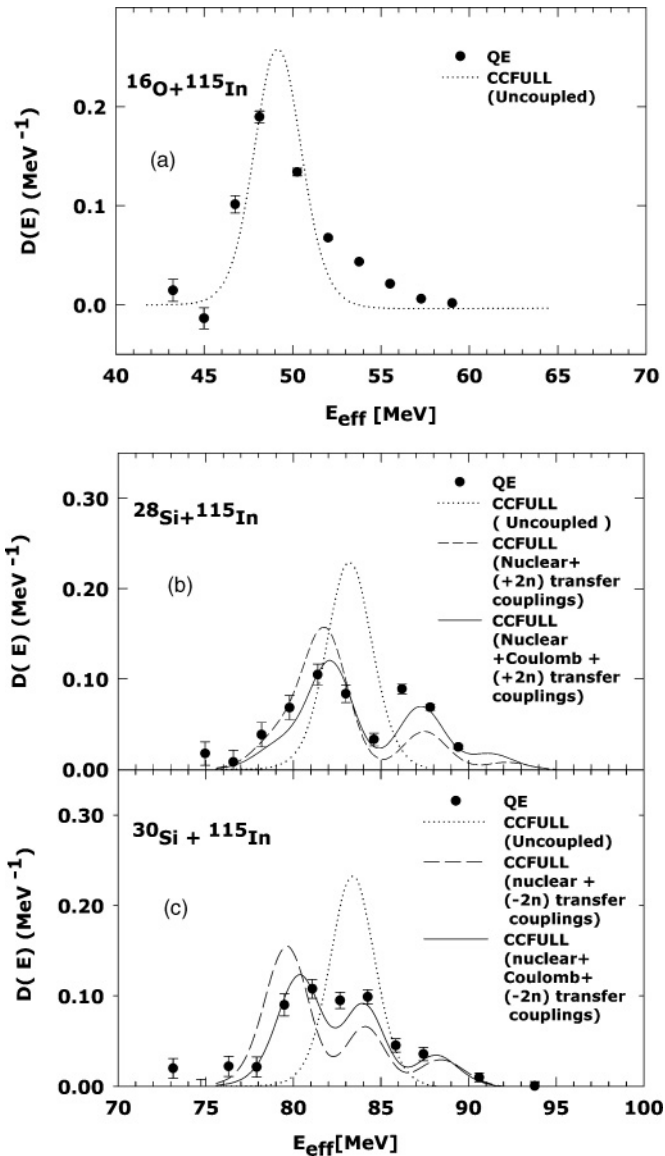 16O+115In
QE
CCFULL
(Uncoupled)
(a)
D(E) (MeV -1)
0.2
0.1
0.0
40 45 50 55 60 65 70
Eeff [MeV]
28Si+115In
QE
CCFULL
( Uncoupled )
CCFULL
(Nuclear+
(+2n) transfer
couplings)
CCFULL
(Nuclear
+Coulomb +
(+2n) transfer
couplings)
(b)
D( E) (MeV-1)
0.30
0.20
0.10
0.00
30Si + 115In
QE
CCFULL
(Uncoupled)
CCFULL
(nuclear +
(-2n) transfer
couplings)
CCFULL
(nuclear+
Coulomb+
(-2n) transfer
couplings)
(c)
D( E) (MeV-1)
0.30
0.20
0.10
0.00
70 75 80 85 90 95 100
Eeff[MeV]